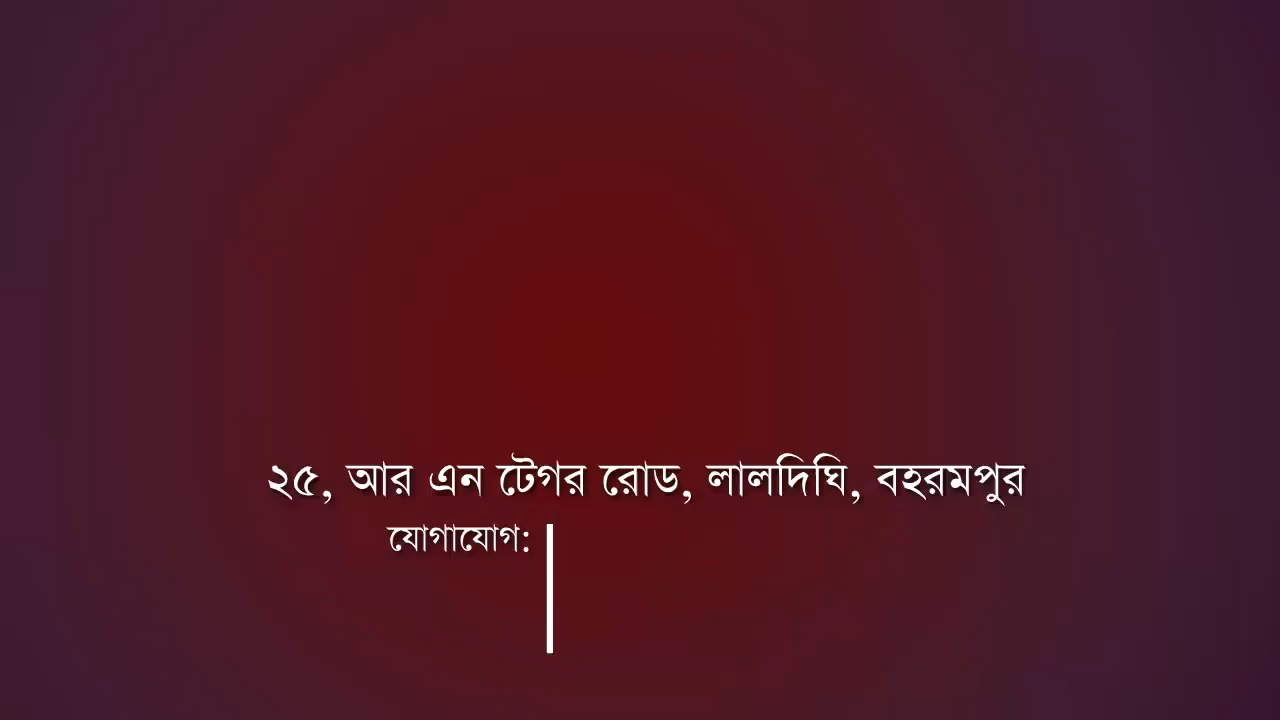 ২৫, আর এন টেগর রোড, লালদিঘি, বহরমপুর
যোগাযোগ: